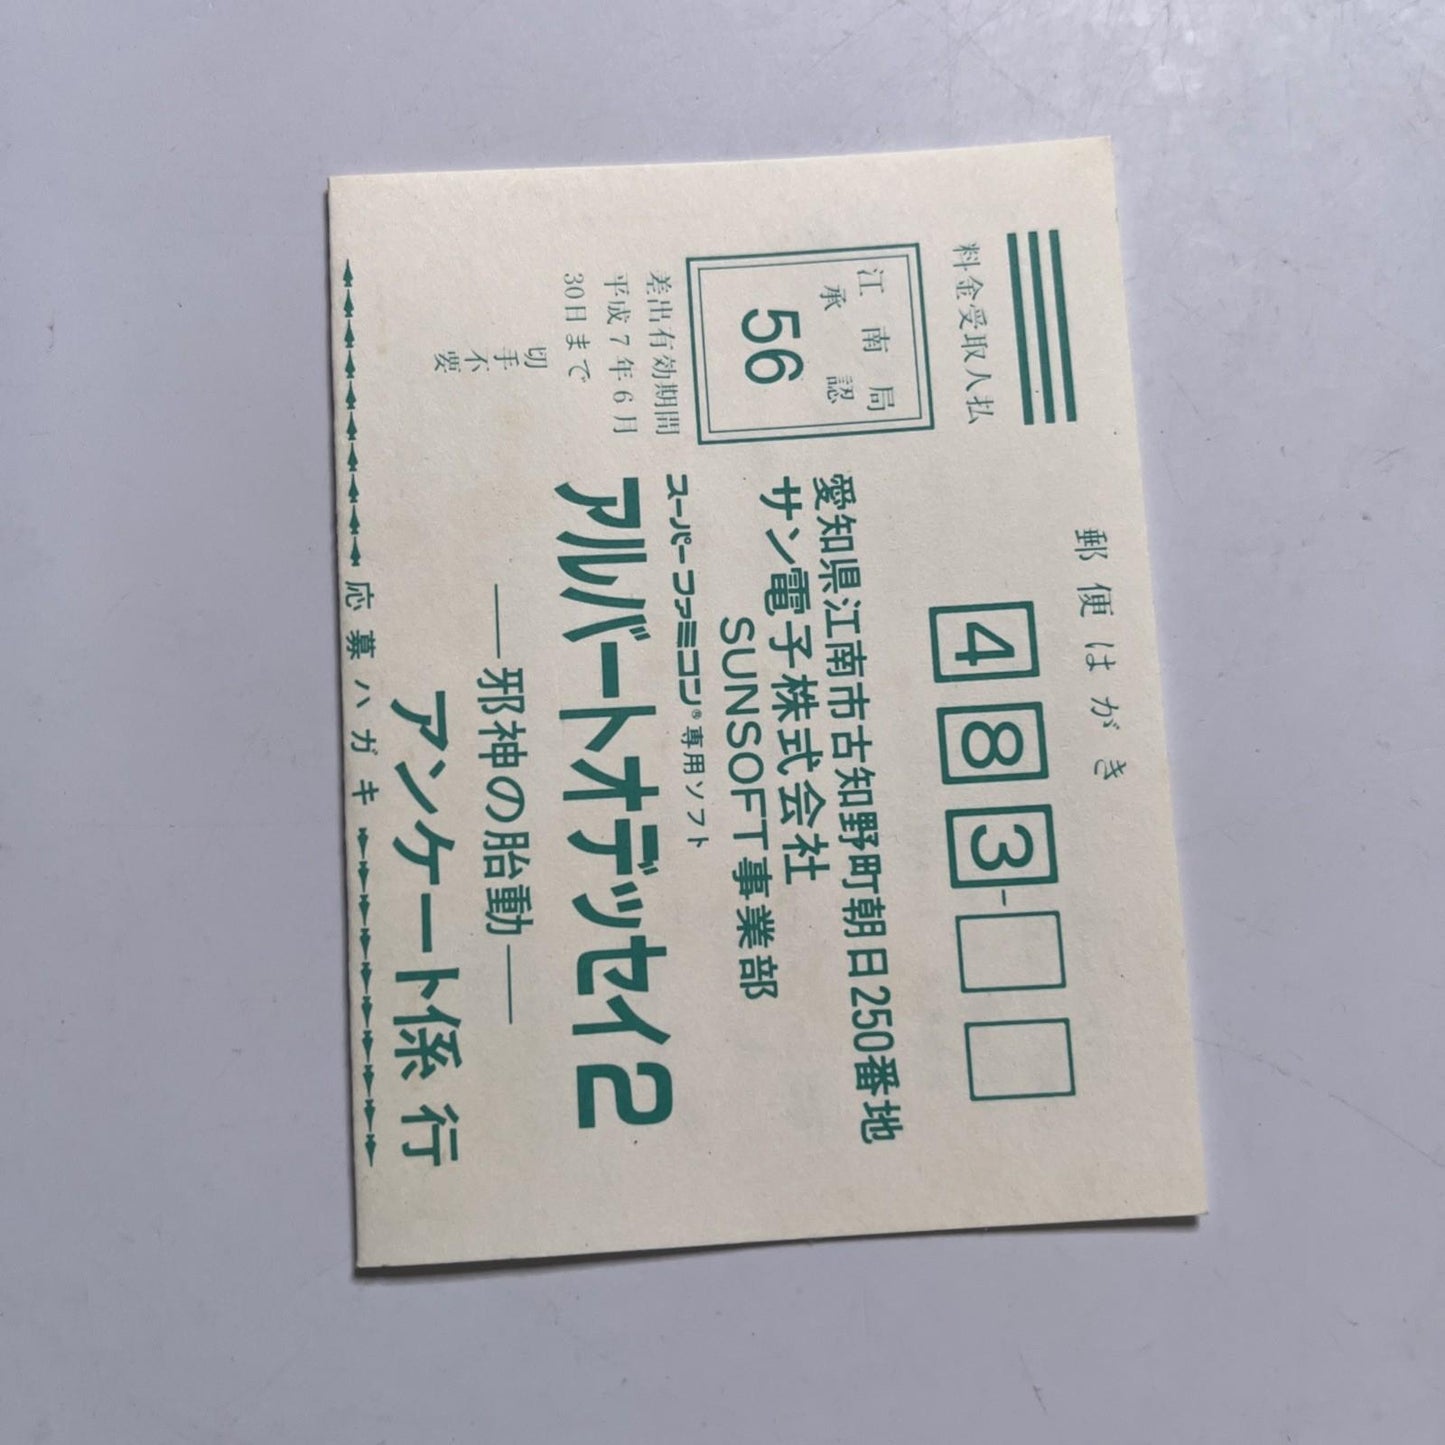 郵便はがき
483-
料金受取人払
江南局
承認
56
差出有効期間
平成7年6月
30日まで
切手不要
愛知県江南市古知野町朝日250番地
サン電子株式会社
SUNSOFT事業部
スーパーファミコン®専用ソフト
アルバートオデッセイ2
—邪神の胎動—
アンケート係 行
応募ハガキ